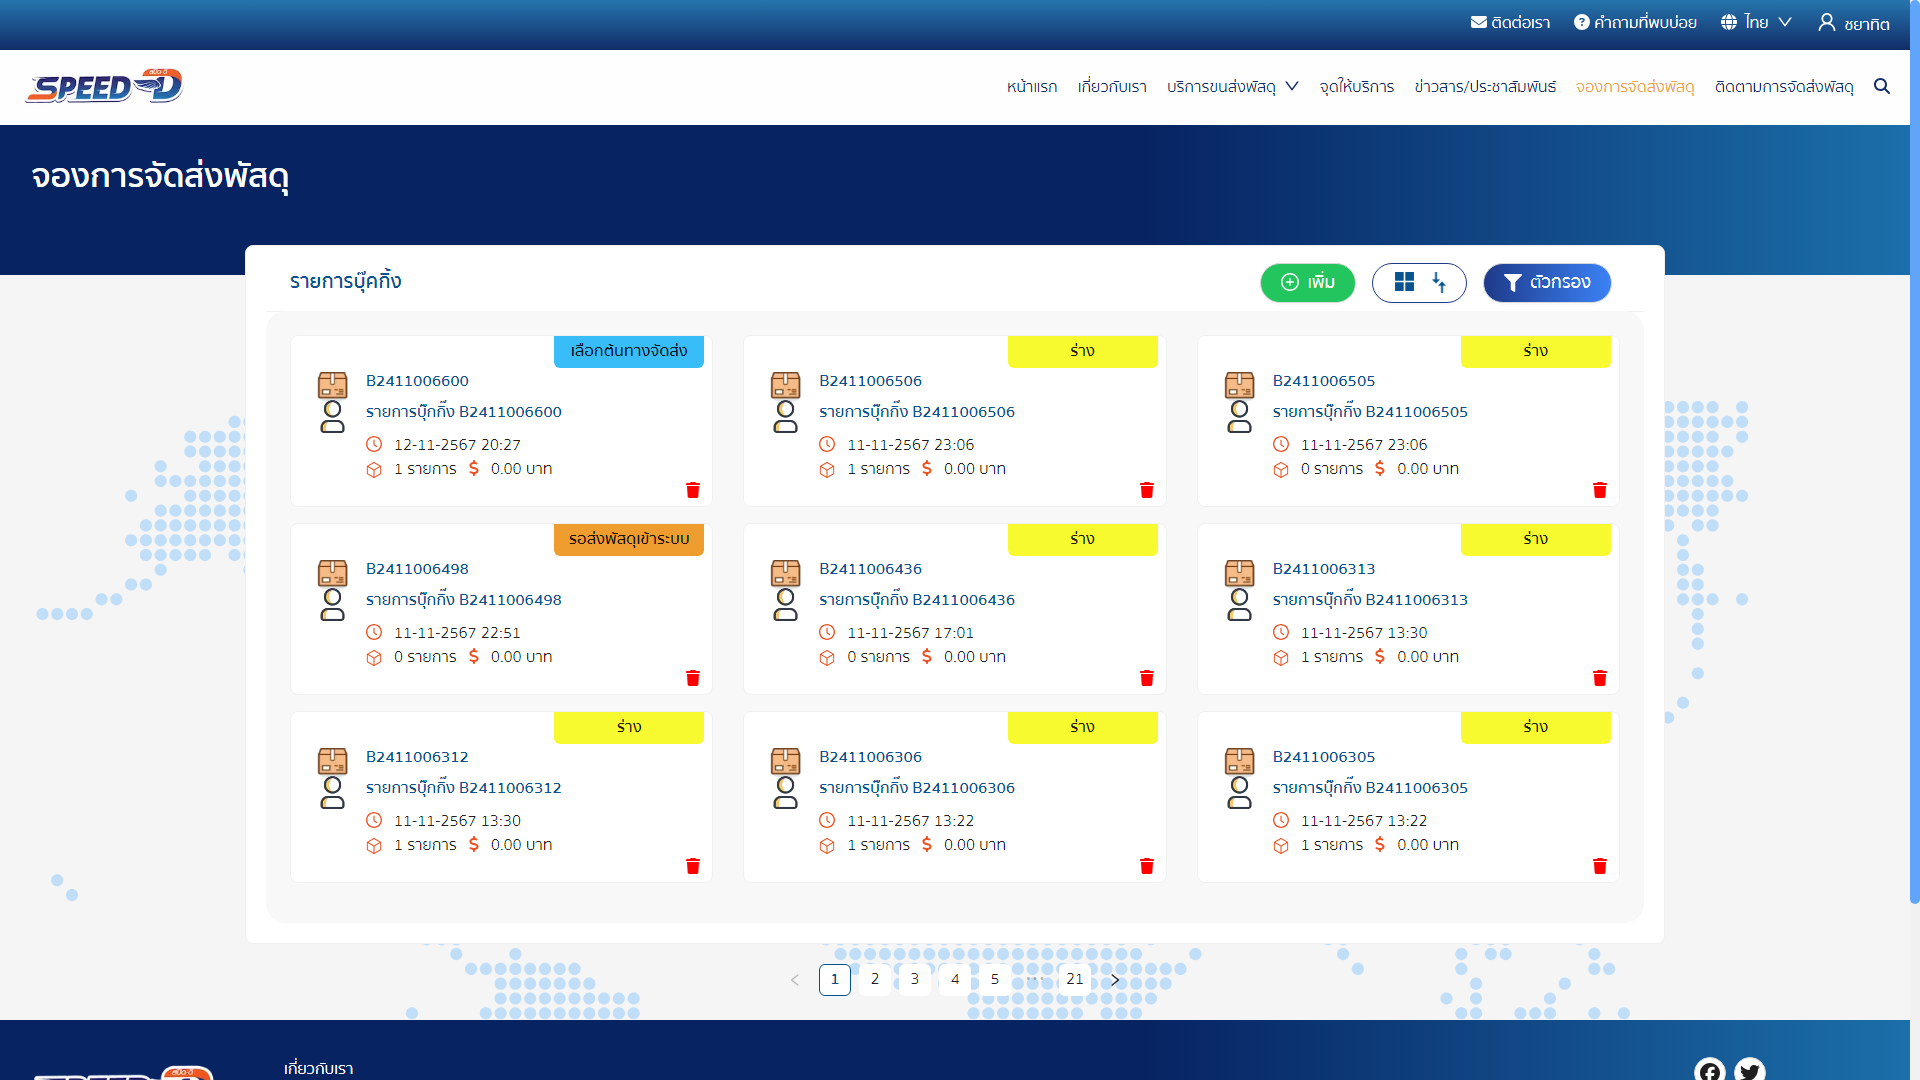 ติดต่อเรา คำถามที่พบบ่อย ไทย ชยาทิต
สปีด-ดี
SPEED-D
หน้าแรก เกี่ยวกับเรา บริการขนส่งพัสดุ จุดให้บริการ ข่าวสาร/ประชาสัมพันธ์ จองการจัดส่งพัสดุ ติดตามการจัดส่งพัสดุ
จองการจัดส่งพัสดุ
รายการบุ๊คกิ้ง เพิ่ม ตัวกรอง
เลือกต้นทางจัดส่ง
B2411006600
รายการบุ๊กกิ้ง B2411006600
12-11-2567 20:27
1 รายการ $ 0.00 บาท
ร่าง
B2411006506
รายการบุ๊กกิ้ง B2411006506
11-11-2567 23:06
1 รายการ $ 0.00 บาท
ร่าง
B2411006505
รายการบุ๊กกิ้ง B2411006505
11-11-2567 23:06
0 รายการ $ 0.00 บาท
รอส่งพัสดุเข้าระบบ
B2411006498
รายการบุ๊กกิ้ง B2411006498
11-11-2567 22:51
0 รายการ $ 0.00 บาท
ร่าง
B2411006436
รายการบุ๊กกิ้ง B2411006436
11-11-2567 17:01
0 รายการ $ 0.00 บาท
ร่าง
B2411006313
รายการบุ๊กกิ้ง B2411006313
11-11-2567 13:30
1 รายการ $ 0.00 บาท
ร่าง
B2411006312
รายการบุ๊กกิ้ง B2411006312
11-11-2567 13:30
1 รายการ $ 0.00 บาท
ร่าง
B2411006306
รายการบุ๊กกิ้ง B2411006306
11-11-2567 13:22
1 รายการ $ 0.00 บาท
ร่าง
B2411006305
รายการบุ๊กกิ้ง B2411006305
11-11-2567 13:22
1 รายการ $ 0.00 บาท
< 1 2 3 4 5 ••• 21 >
เกี่ยวกับเรา
สปีด-ดี